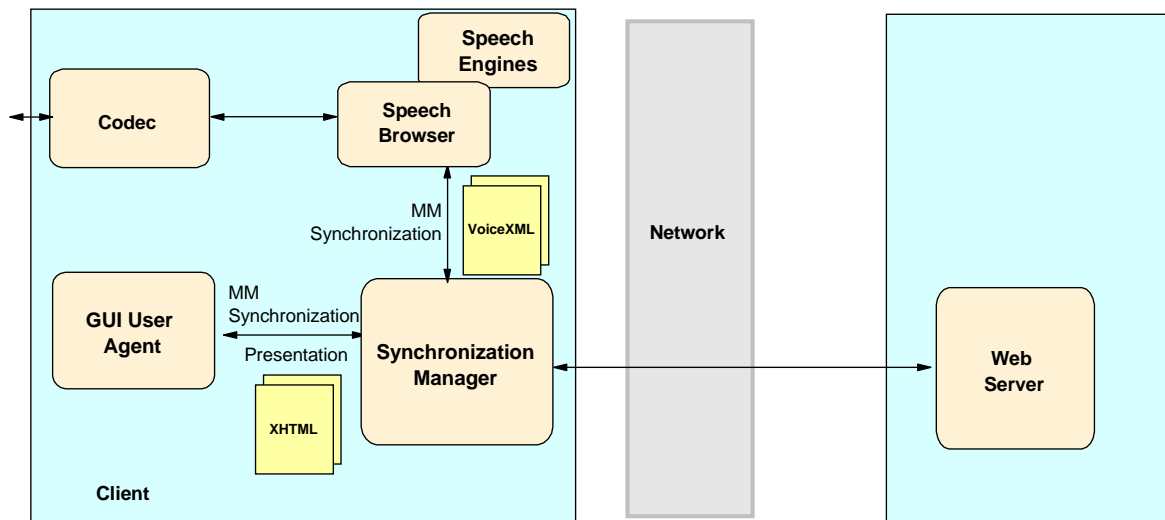 Speech
Engines
Codec
Speech
Browser
MM
Synchronization
VoiceXML
Network
GUI User
Agent
MM
Synchronization
Presentation
XHTML
Synchronization
Manager
Web
Server
Client